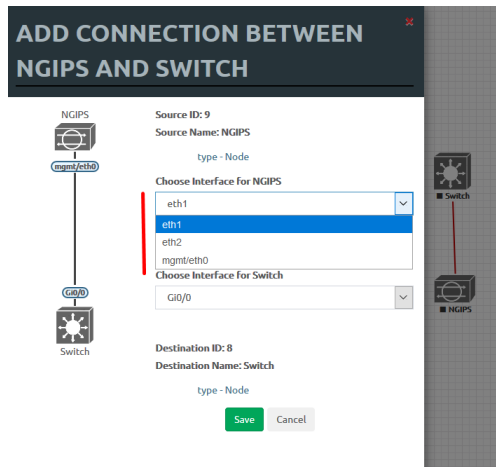 ADD CONNECTION BETWEEN
NGIPS AND SWITCH
×
NGIPS
mgmt/eth0
Gi0/0
Switch
Source ID: 9
Source Name: NGIPS
type - Node
Choose Interface for NGIPS
eth1
eth1
eth2
mgmt/eth0
Choose Interface for Switch
Gi0/0
Destination ID: 8
Destination Name: Switch
type - Node
Save Cancel
Switch
NGIPS